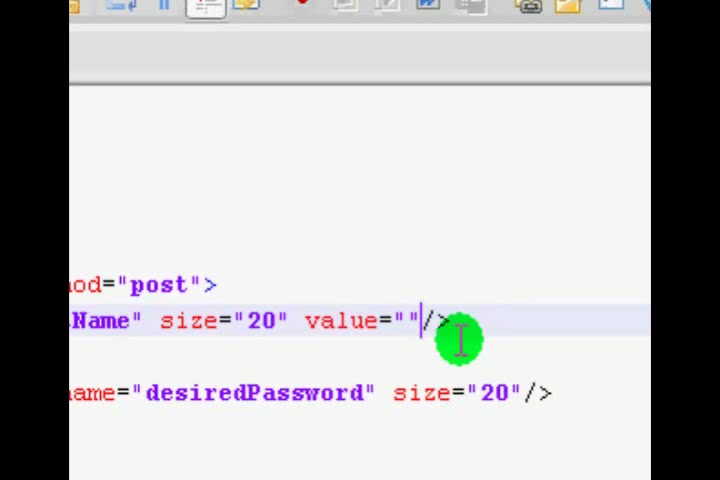 od="post">
Name" size="20" value=""/>
ame="desiredPassword" size="20"/>